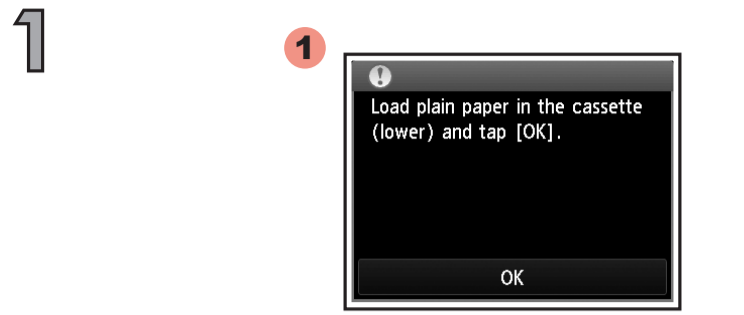 1
1
Load plain paper in the cassette
(lower) and tap [OK].
OK